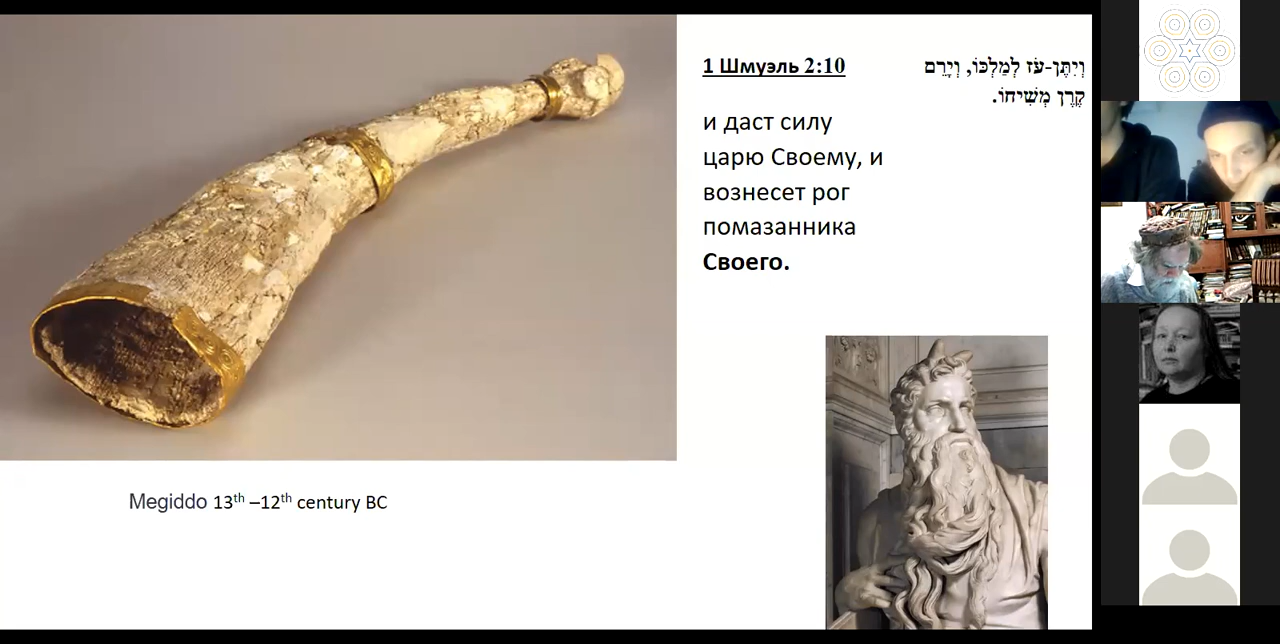 1 Шмуэль 2:10
וְיִתֶּן-עֹז לְמַלְכּוֹ, וְיָרֵם
קֶרֶן מְשִׁיחוֹ.
и даст силу
царю Своему, и
вознесет рог
помазанника
Своего.
Megiddo 13th –12th century BC